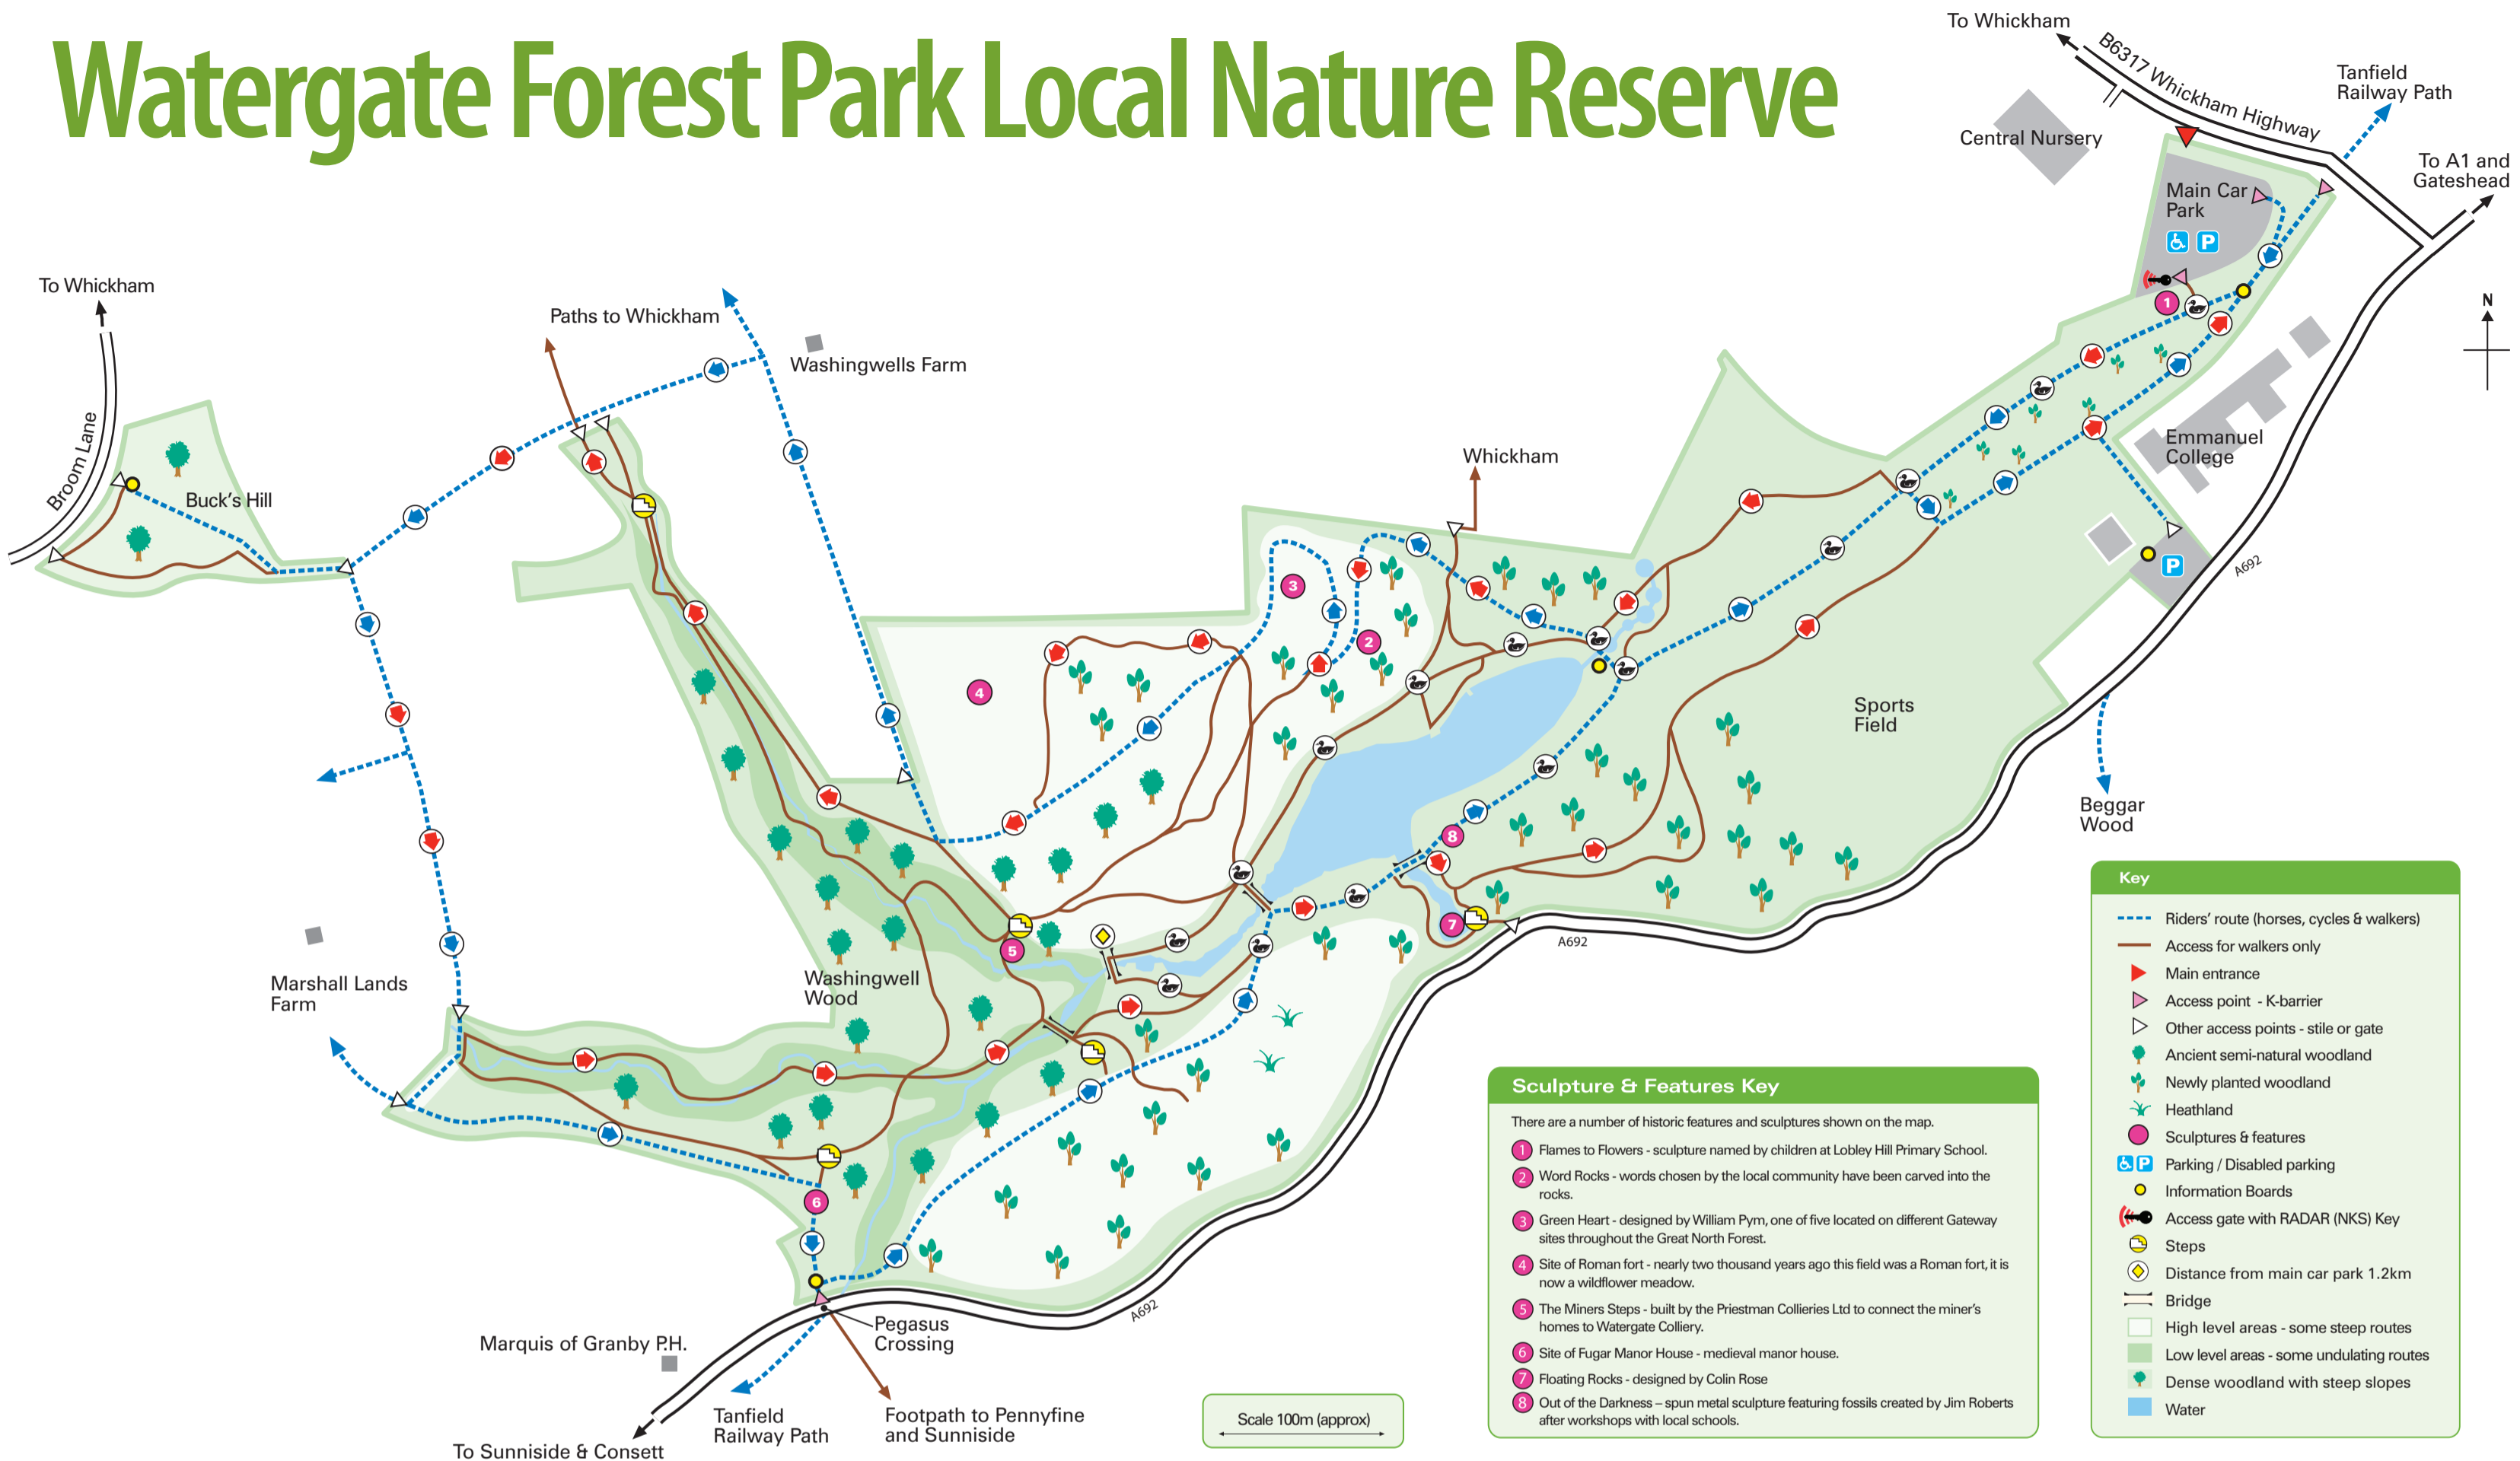 Watergate Forest Park Local Nature Reserve
To Whickham
B6317 Whickham Highway
Tanfield
Railway Path
Central Nursery
To A1 and
Gateshead
Main Car
Park
P
1
N
To Whickham
Broom Lane
Buck's Hill
Paths to Whickham
Washingwells Farm
Whickham
Emmanuel
College
P
A692
3
2
4
Sports
Field
Beggar
Wood
8
7
A692
5
Washingwell
Wood
Marshall Lands
Farm
6
A692
Pegasus
Crossing
Marquis of Granby P.H.
Tanfield
Railway Path
Footpath to Pennyfine
and Sunniside
To Sunniside & Consett
Scale 100m (approx)
Sculpture & Features Key
There are a number of historic features and sculptures shown on the map.
1 Flames to Flowers - sculpture named by children at Lobley Hill Primary School.
2 Word Rocks - words chosen by the local community have been carved into the
rocks.
3 Green Heart - designed by William Pym, one of five located on different Gateway
sites throughout the Great North Forest.
4 Site of Roman fort - nearly two thousand years ago this field was a Roman fort, it is
now a wildflower meadow.
5 The Miners Steps - built by the Priestman Collieries Ltd to connect the miner's
homes to Watergate Colliery.
6 Site of Fugar Manor House - medieval manor house.
7 Floating Rocks - designed by Colin Rose
8 Out of the Darkness – spun metal sculpture featuring fossils created by Jim Roberts
after workshops with local schools.
Key
Riders' route (horses, cycles & walkers)
Access for walkers only
Main entrance
Access point - K-barrier
Other access points - stile or gate
Ancient semi-natural woodland
Newly planted woodland
Heathland
Sculptures & features
P Parking / Disabled parking
Information Boards
Access gate with RADAR (NKS) Key
Steps
Distance from main car park 1.2km
Bridge
High level areas - some steep routes
Low level areas - some undulating routes
Dense woodland with steep slopes
Water